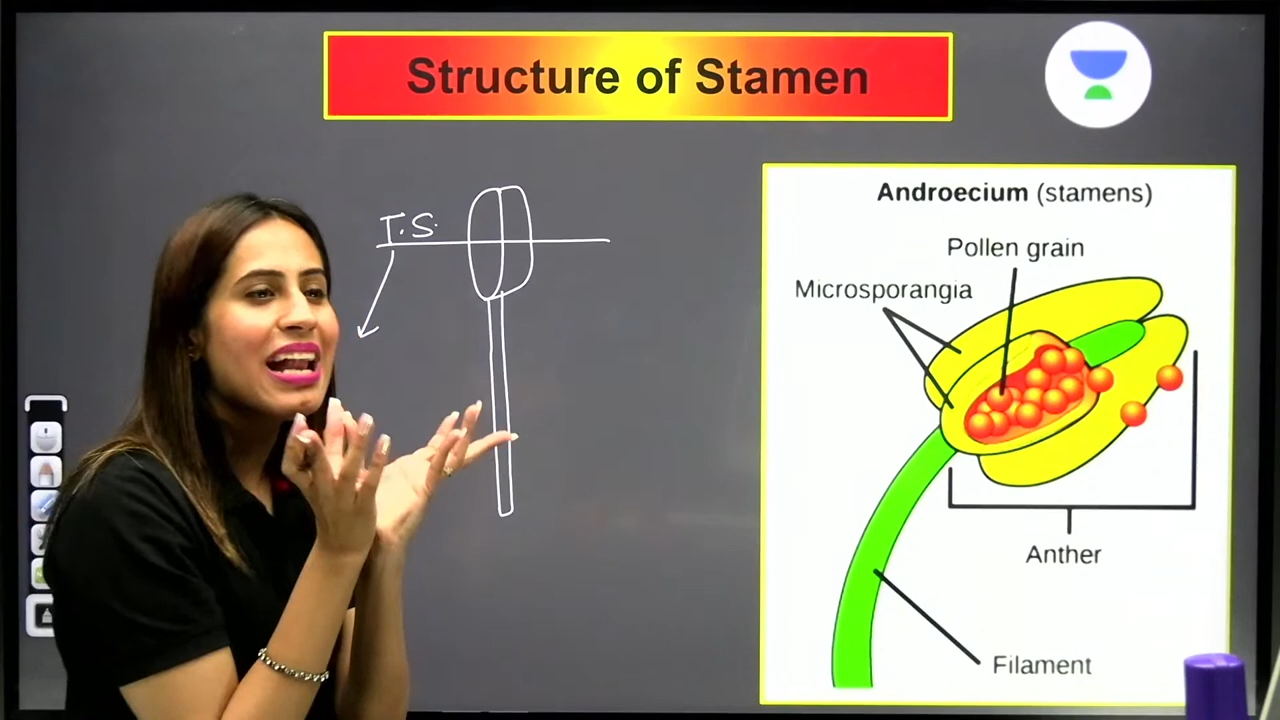 Structure of Stamen
T.S.
Androecium (stamens)
Pollen grain
Microsporangia
Anther
Filament